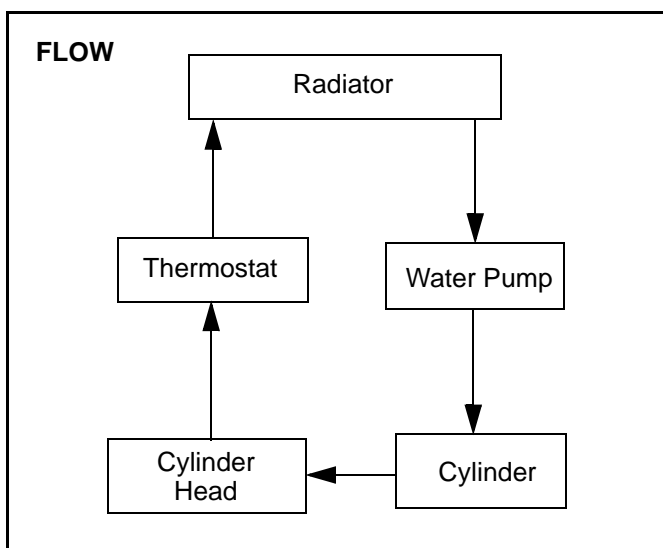 FLOW
Radiator
Thermostat
Water Pump
Cylinder
Head
Cylinder